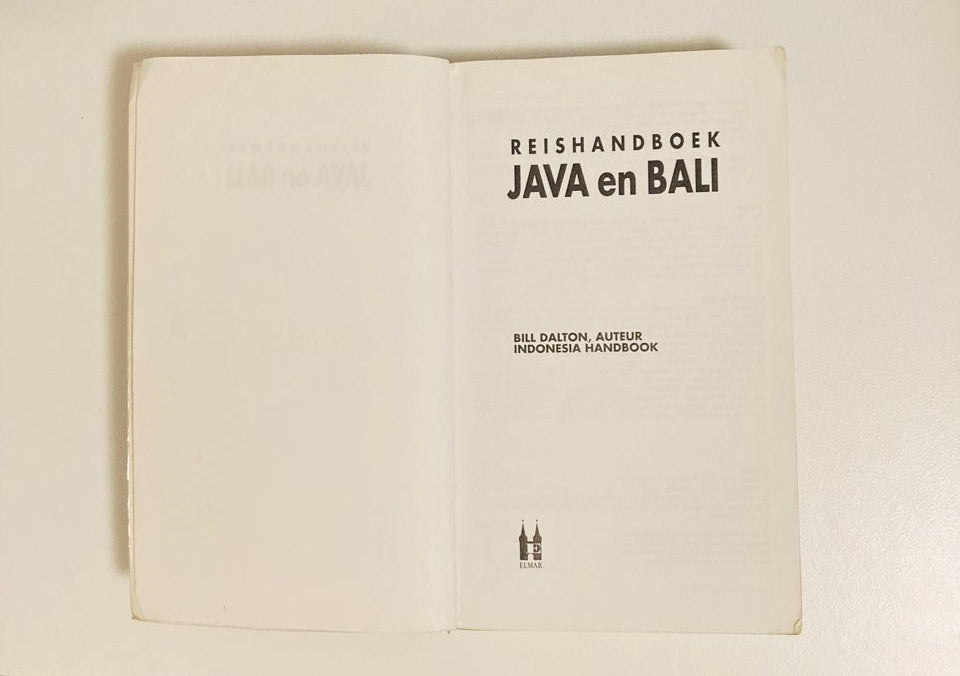 REISHANDBOEK
JAVA en BALI
BILL DALTON, AUTEUR
INDONESIA HANDBOOK
E
ELMAR